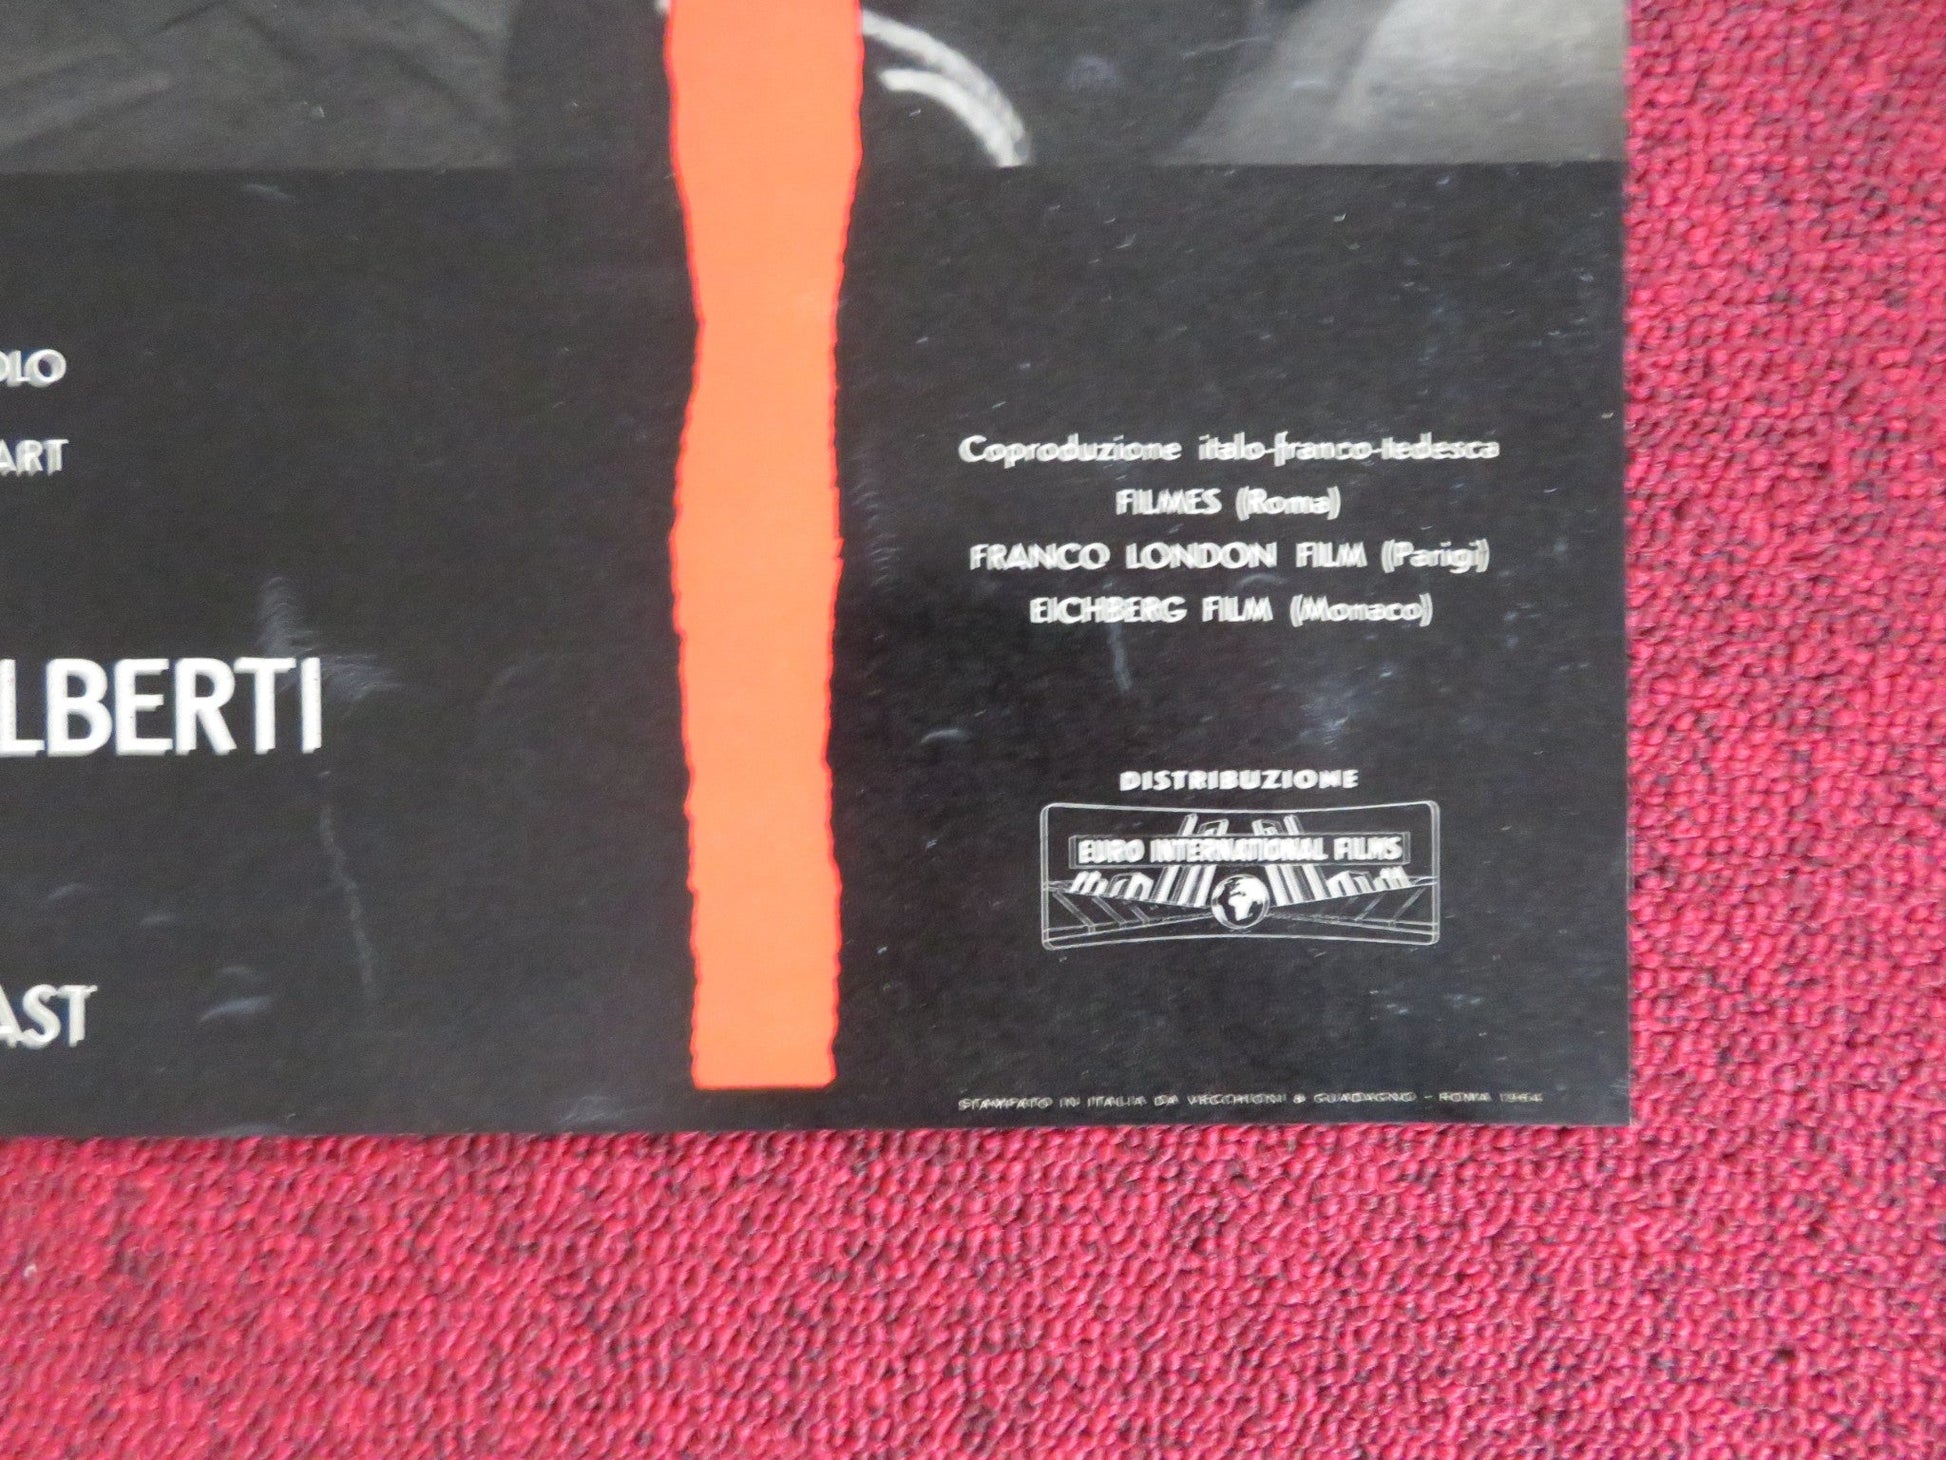 OLO
ART
LBERTI
AST
Coproduzione italo-franco-tedesca
FILMES (Roma)
FRANCO LONDON FILM (Parigi)
EICHBERG FILM (Monaco)
DISTRIBUZIONE
EURO INTERNATIONAL FILMS
STAMPATO IN ITALIA DA VECCHIONI & GUADAGNO - ROMA 1964